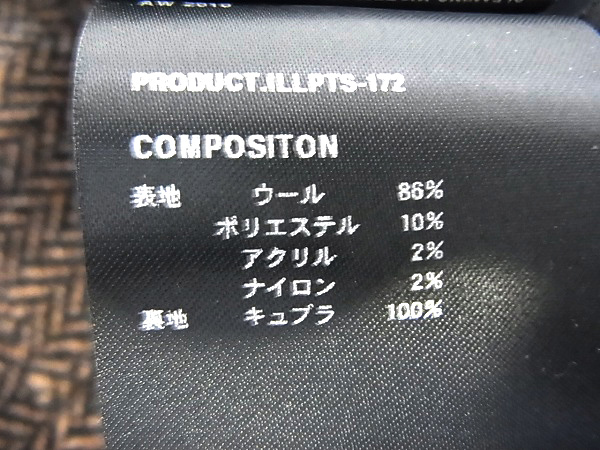 PRODUCT.ILLPTS-172
COMPOSITON
表地 ウール 86%
ポリエステル 10%
アクリル 2%
ナイロン 2%
裏地 キュプラ 100%